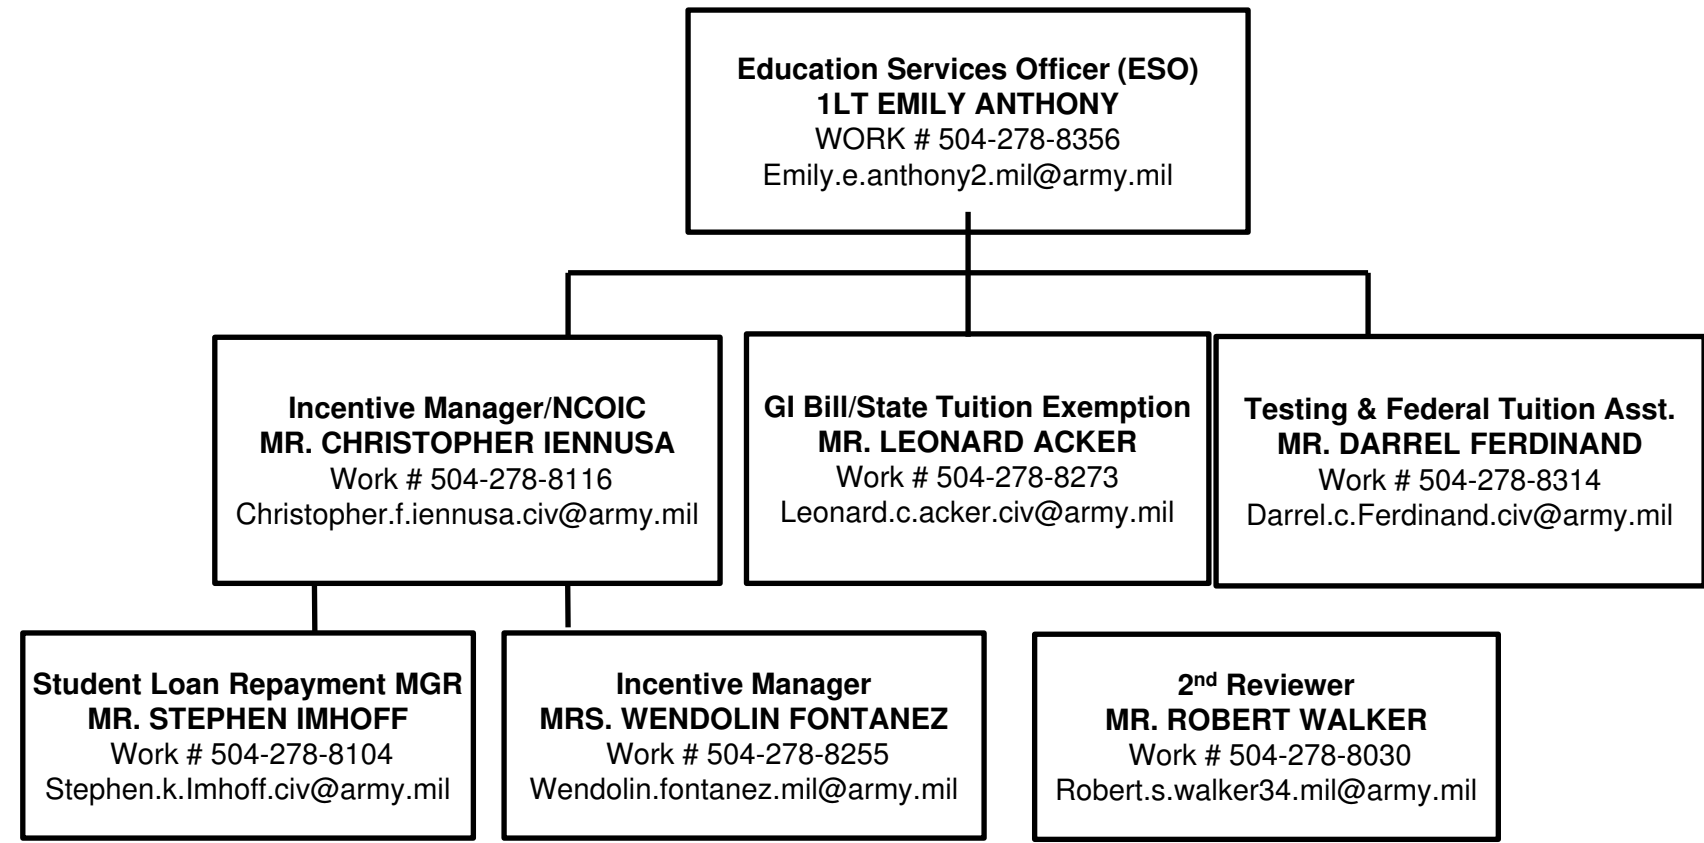 Education Services Officer (ESO)
1LT EMILY ANTHONY
WORK # 504-278-8356
Emily.e.anthony2.mil@army.mil
Incentive Manager/NCOIC
MR. CHRISTOPHER IENNUSA
Work # 504-278-8116
Christopher.f.iennusa.civ@army.mil
GI Bill/State Tuition Exemption
MR. LEONARD ACKER
Work # 504-278-8273
Leonard.c.acker.civ@army.mil
Testing & Federal Tuition Asst.
MR. DARREL FERDINAND
Work # 504-278-8314
Darrel.c.Ferdinand.civ@army.mil
Student Loan Repayment MGR
MR. STEPHEN IMHOFF
Work # 504-278-8104
Stephen.k.Imhoff.civ@army.mil
Incentive Manager
MRS. WENDOLIN FONTANEZ
Work # 504-278-8255
Wendolin.fontanez.mil@army.mil
2nd Reviewer
MR. ROBERT WALKER
Work # 504-278-8030
Robert.s.walker34.mil@army.mil